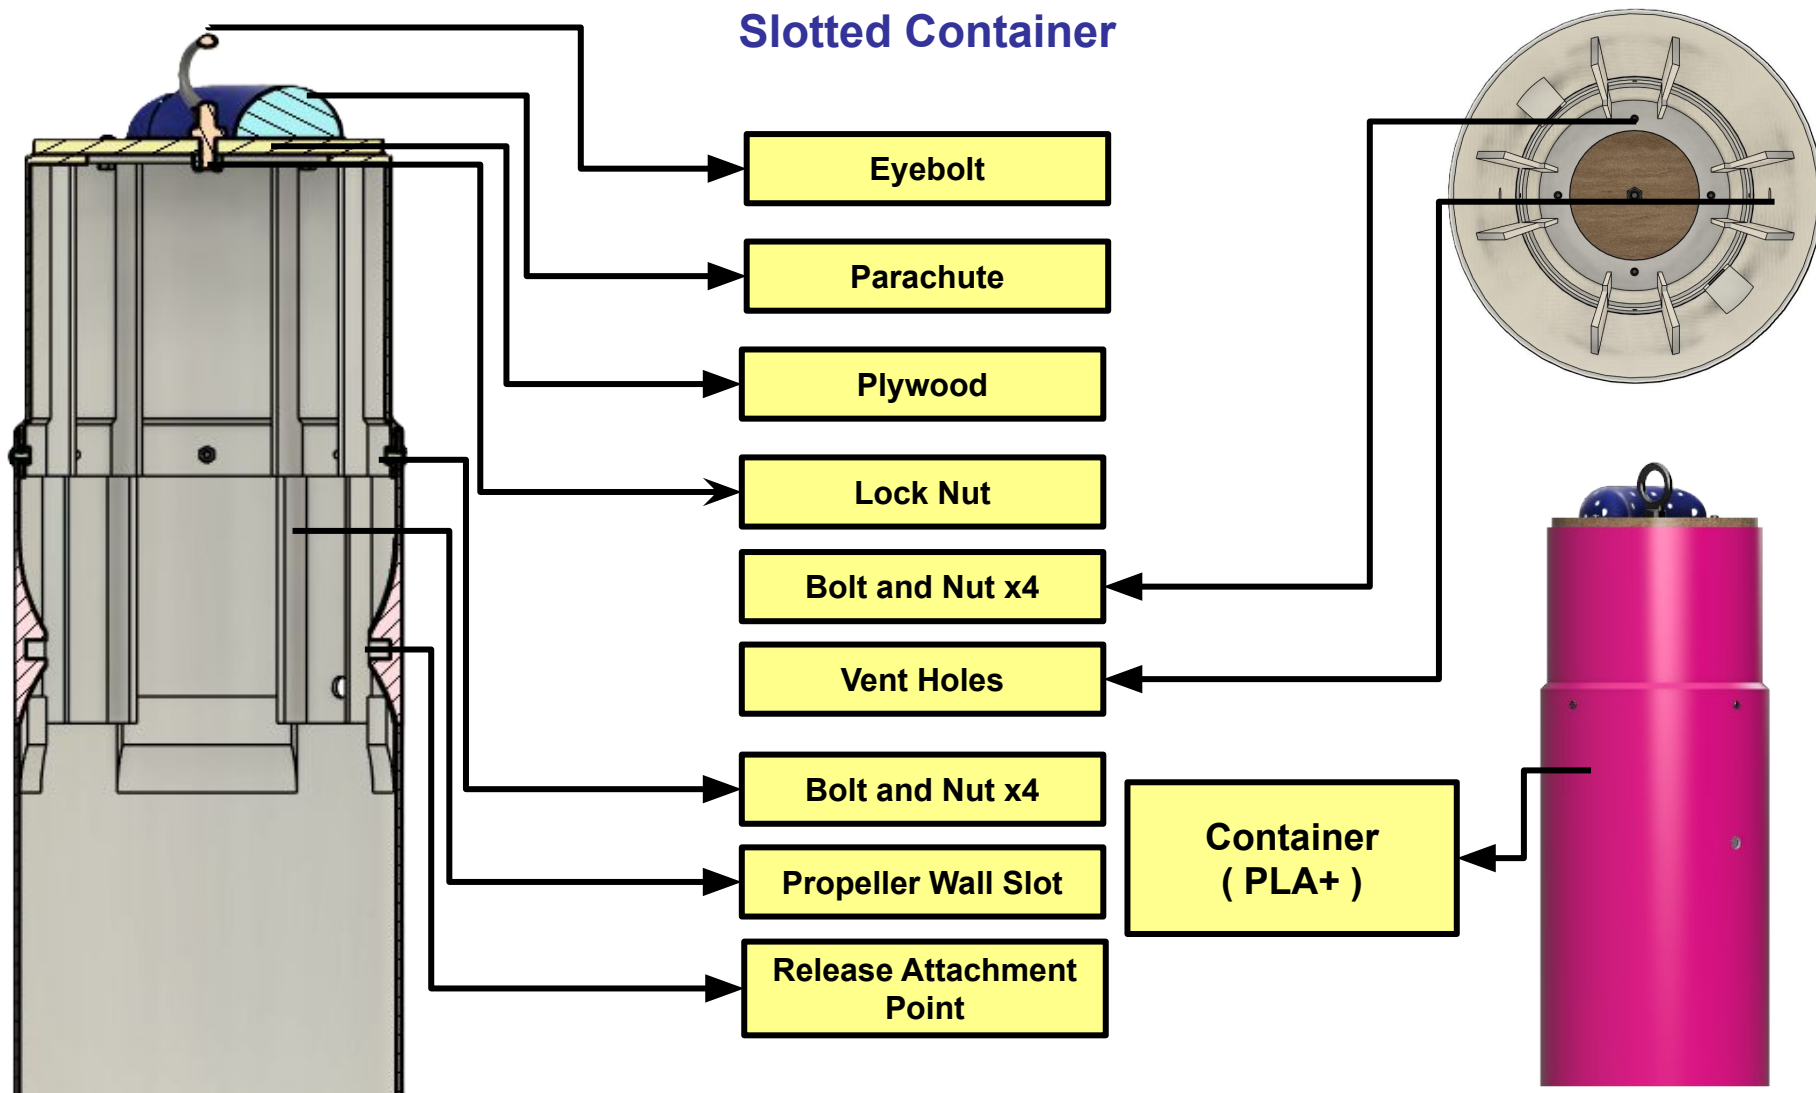 Slotted Container
Eyebolt
Parachute
Plywood
Lock Nut
Bolt and Nut x4
Vent Holes
Bolt and Nut x4
Propeller Wall Slot
Release Attachment
Point
Container
( PLA+ )